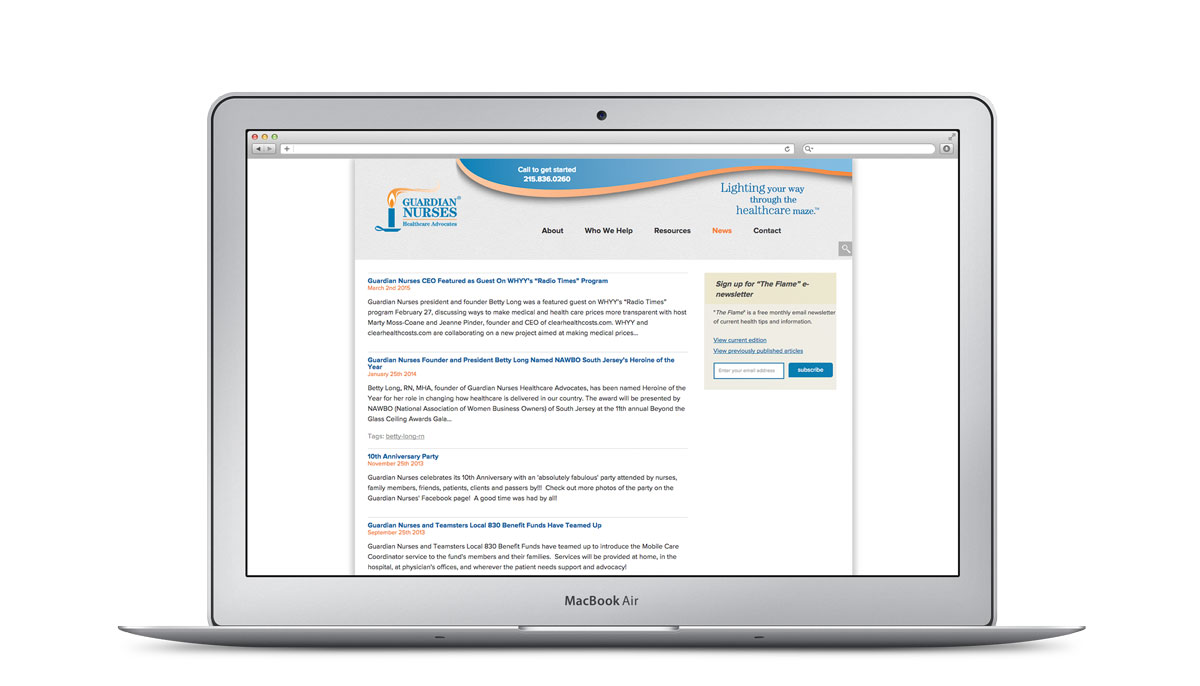 Call to get started
215.836.0260
GUARDIAN®
NURSES
Healthcare Advocates
Lighting your way
through the
healthcare maze.™
About Who We Help Resources News Contact
Guardian Nurses CEO Featured as Guest On WHYY's "Radio Times" Program
March 2nd 2015
Guardian Nurses president and founder Betty Long was a featured guest on WHYY's "Radio Times"
program February 27, discussing ways to make medical and health care prices more transparent with host
Marty Moss-Coane and Jeanne Pinder, founder and CEO of clearhealthcosts.com. WHYY and
clearhealthcosts.com are collaborating on a new project aimed at making medical prices...
Guardian Nurses Founder and President Betty Long Named NAWBO South Jersey's Heroine of the
Year
January 25th 2014
Betty Long, RN, MHA, founder of Guardian Nurses Healthcare Advocates, has been named Heroine of the
Year for her role in changing how healthcare is delivered in our country. The award will be presented by
NAWBO (National Association of Women Business Owners) of South Jersey at the 11th annual Beyond the
Glass Ceiling Awards Gala...
Tags: betty-long-rn
10th Anniversary Party
November 25th 2013
Guardian Nurses celebrates its 10th Anniversary with an 'absolutely fabulous' party attended by nurses,
family members, friends, patients, clients and passers by!!! Check out more photos of the party on the
Guardian Nurses' Facebook page! A good time was had by all!
Guardian Nurses and Teamsters Local 830 Benefit Funds Have Teamed Up
September 25th 2013
Guardian Nurses and Teamsters Local 830 Benefit Funds have teamed up to introduce the Mobile Care
Coordinator service to the fund's members and their families. Services will be provided at home, in the
hospital, at physician's offices, and wherever the patient needs support and advocacy!
Sign up for "The Flame" e-
newsletter
"The Flame" is a free monthly email newsletter
of current health tips and information.
View current edition
View previously published articles
Enter your email address subscribe
MacBook Air